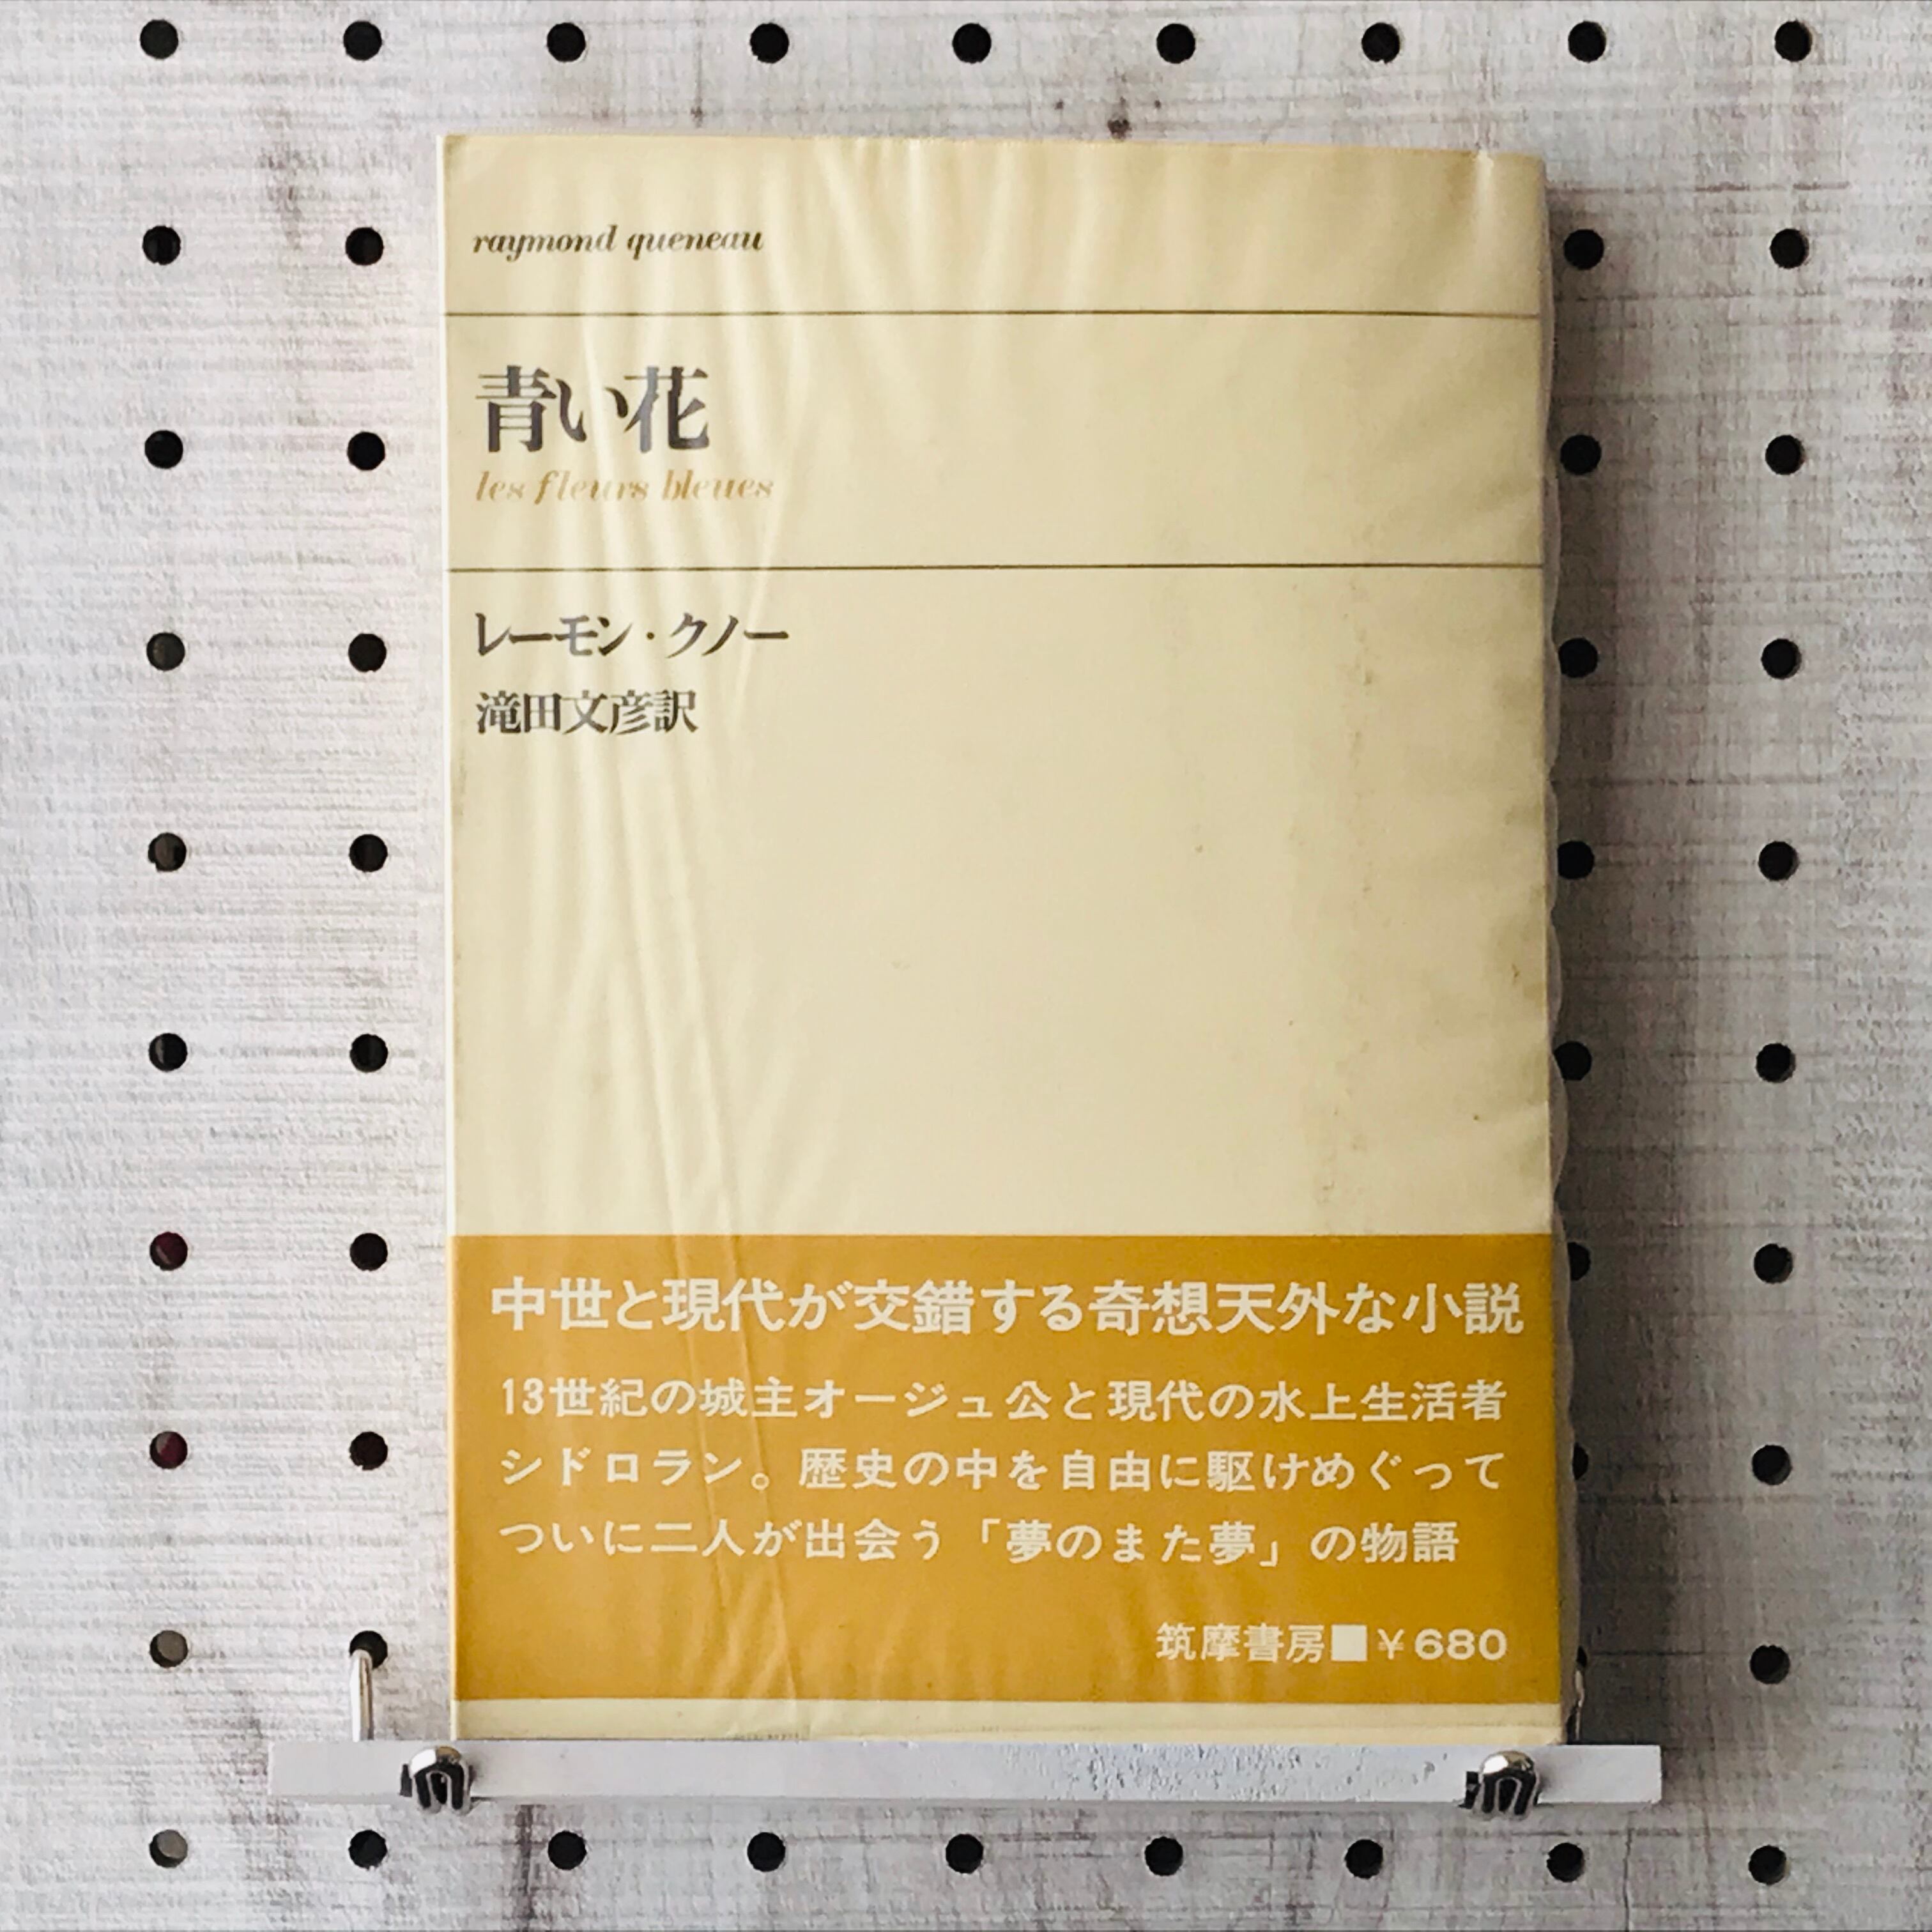 raymond queneau
青い花
les fleurs bleues
レーモン・クノー
滝田文彦訳
中世と現代が交錯する奇想天外な小説
13世紀の城主オージュ公と現代の水上生活者
シドロラン。歴史の中を自由に駆けめぐって
ついに二人が出会う「夢のまた夢」の物語
筑摩書房■￥680